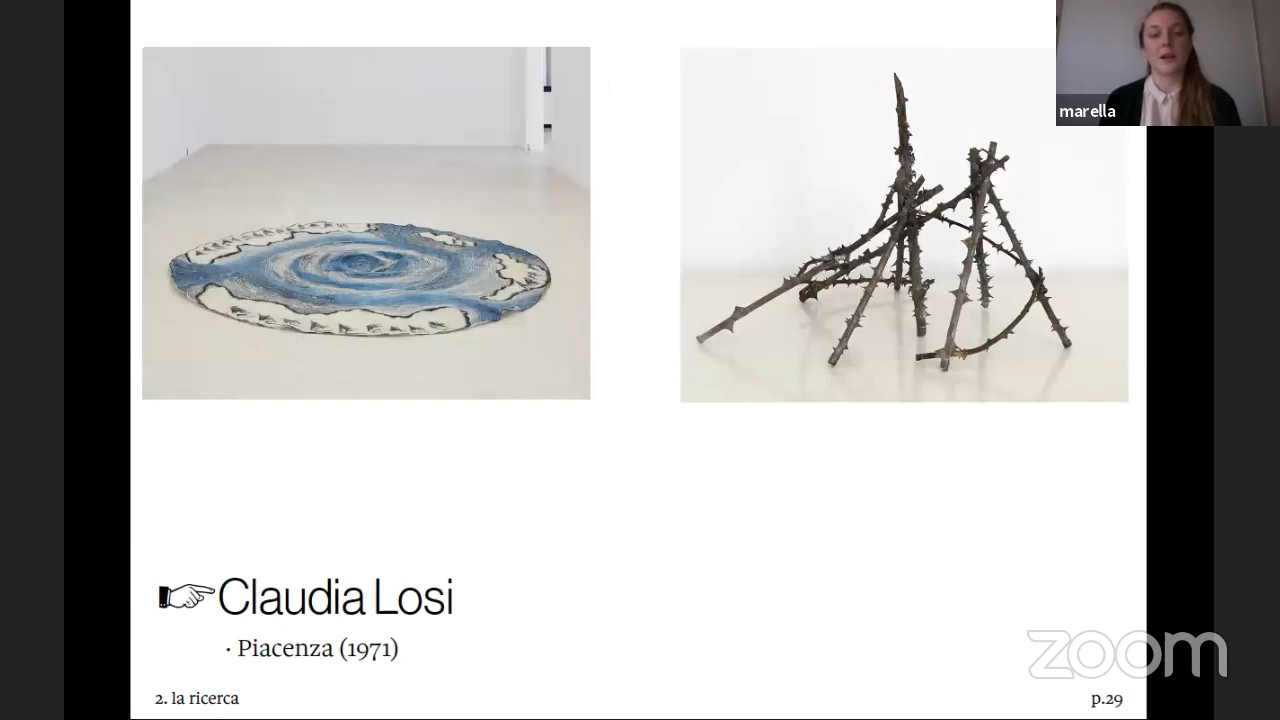 marella
Claudia Losi
· Piacenza (1971)
2. la ricerca
p.29
zoom